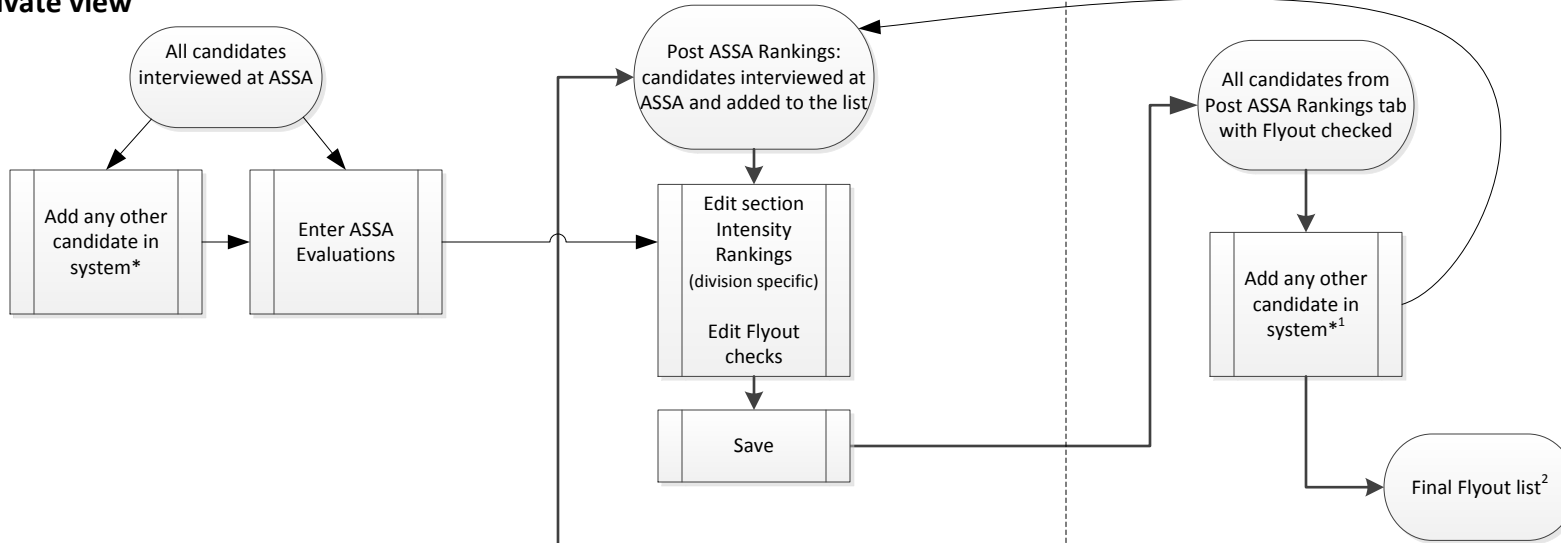 view
All candidates
interviewed at ASSA
Add any other
candidate in
system*
Enter ASSA
Evaluations
Post ASSA Rankings:
candidates interviewed at
ASSA and added to the list
Edit section
Intensity
Rankings
(division specific)
Edit Flyout
checks
Save
All candidates from
Post ASSA Rankings tab
with Flyout checked
Add any other
candidate in
system*¹
Final Flyout list²